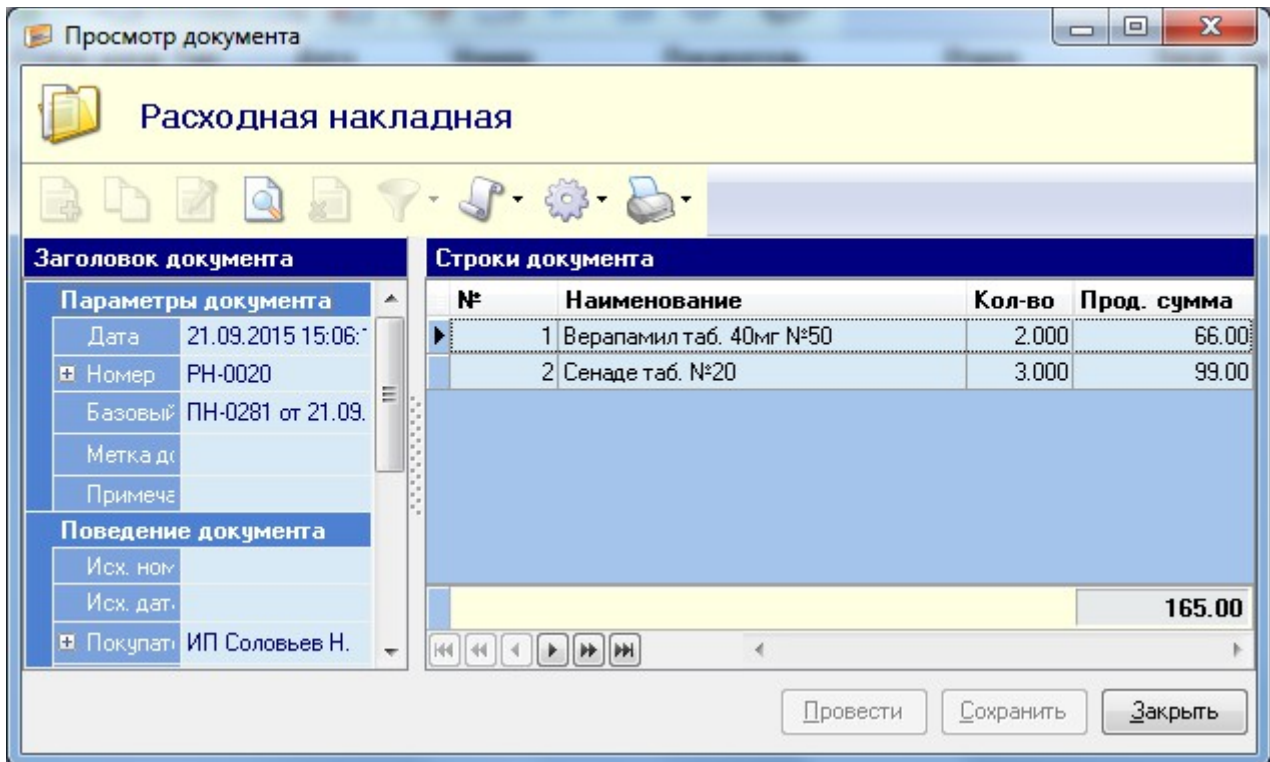 Просмотр документа
Расходная накладная
Заголовок документа
Параметры документа
Дата 21.09.2015 15:06:
Номер РН-0020
Базовый ПН-0281 от 21.09.
Метка до
Примеча
Поведение документа
Исх. ном
Исх. дат
Покупат ИП Соловьев Н.
Строки документа
№ Наименование Кол-во Прод. сумма
1 Верапамил таб. 40мг №50 2.000 66.00
2 Сенаде таб. №20 3.000 99.00
165.00
Провести Сохранить Закрыть